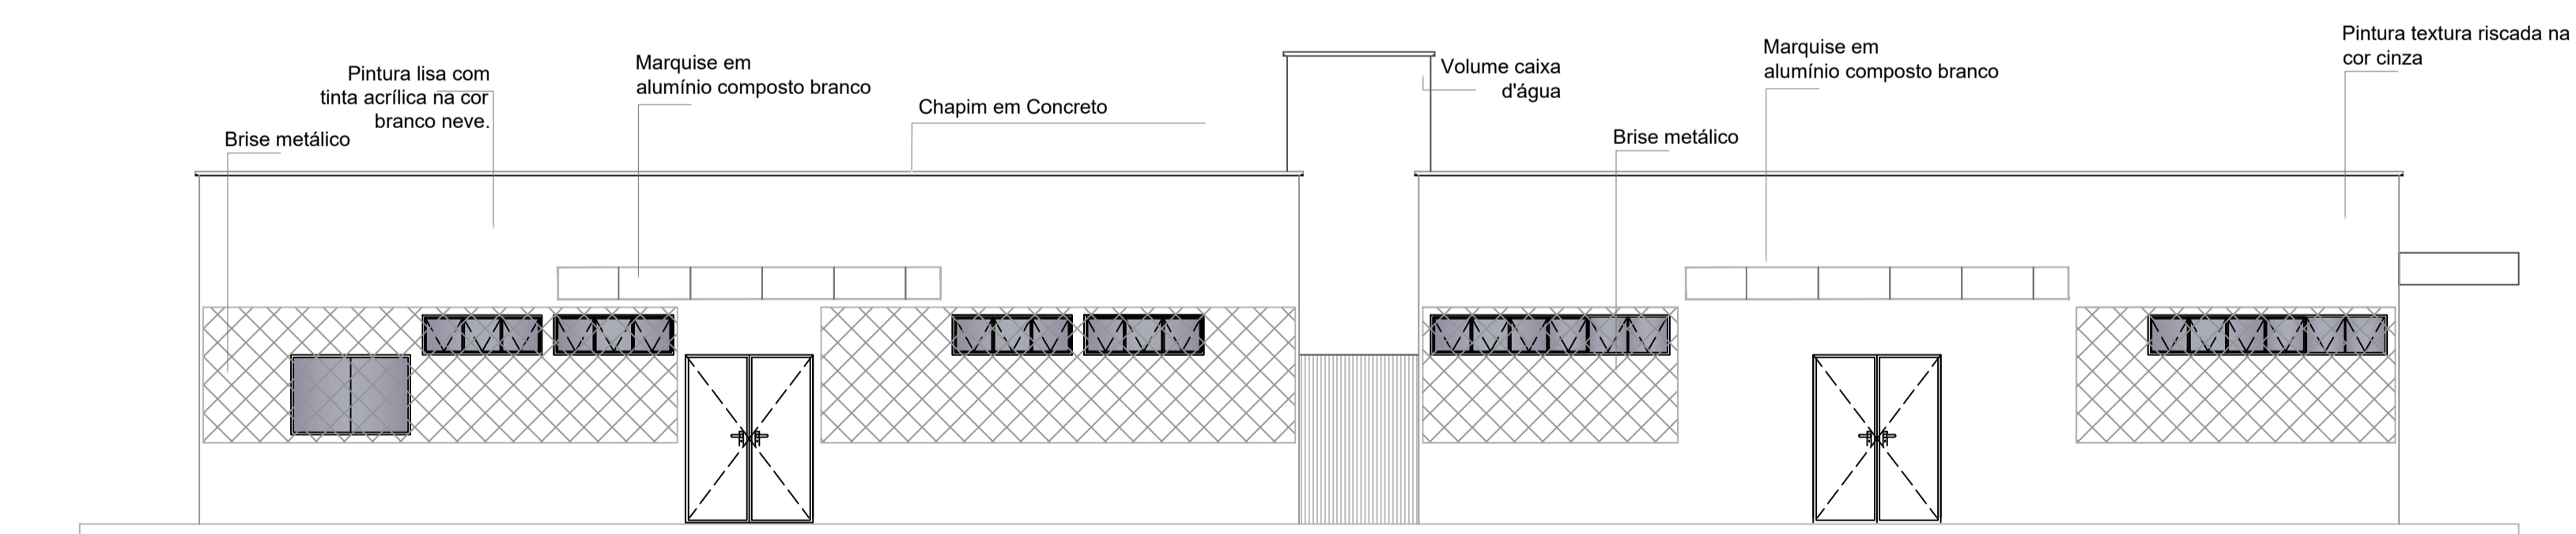 Pintura lisa com
tinta acrílica na cor
branco neve.
Brise metálico
Marquise em
alumínio composto branco
Chapim em Concreto
Volume caixa
d'água
Brise metálico
Marquise em
alumínio composto branco
Pintura textura riscada na
cor cinza